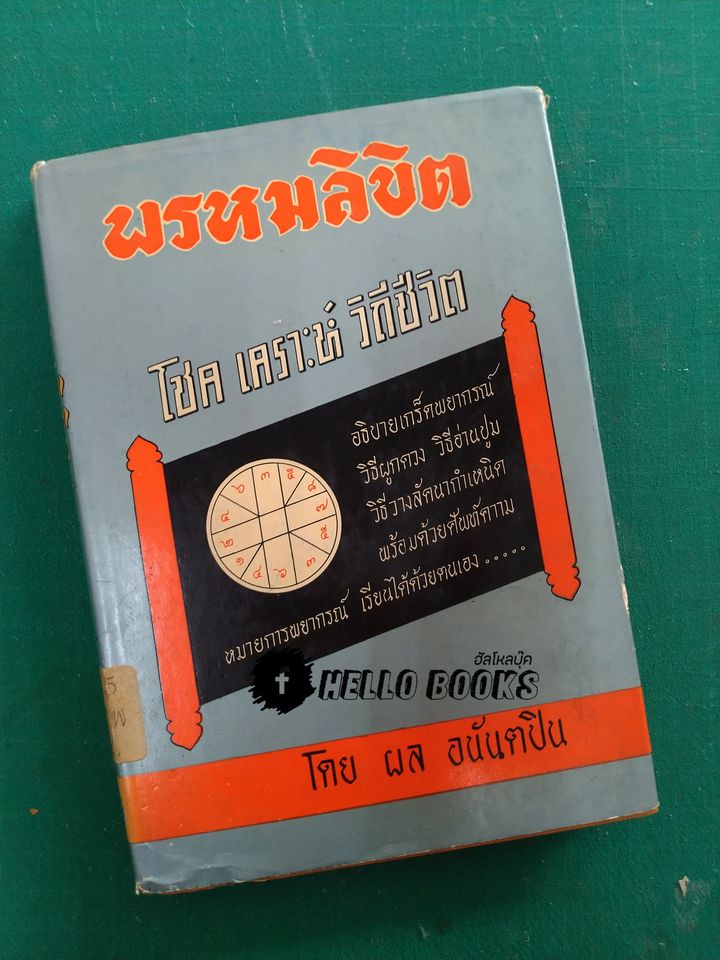 พรหมลิขิต
โชค เคราะห์ วิถีชีวิต
อธิบายเกร็ดพยากรณ์
วิธีผูกดวง วิธีอ่านปูม
วิธีวางลัคนากำเหนิด
พร้อมด้วยศัพท์ความ
หมายการพยากรณ์ เรียนได้ด้วยตนเอง.....
ฮัลโหลบุ๊ค
HELLO BOOKS
โดย ผล อนันตปิน
5
พ